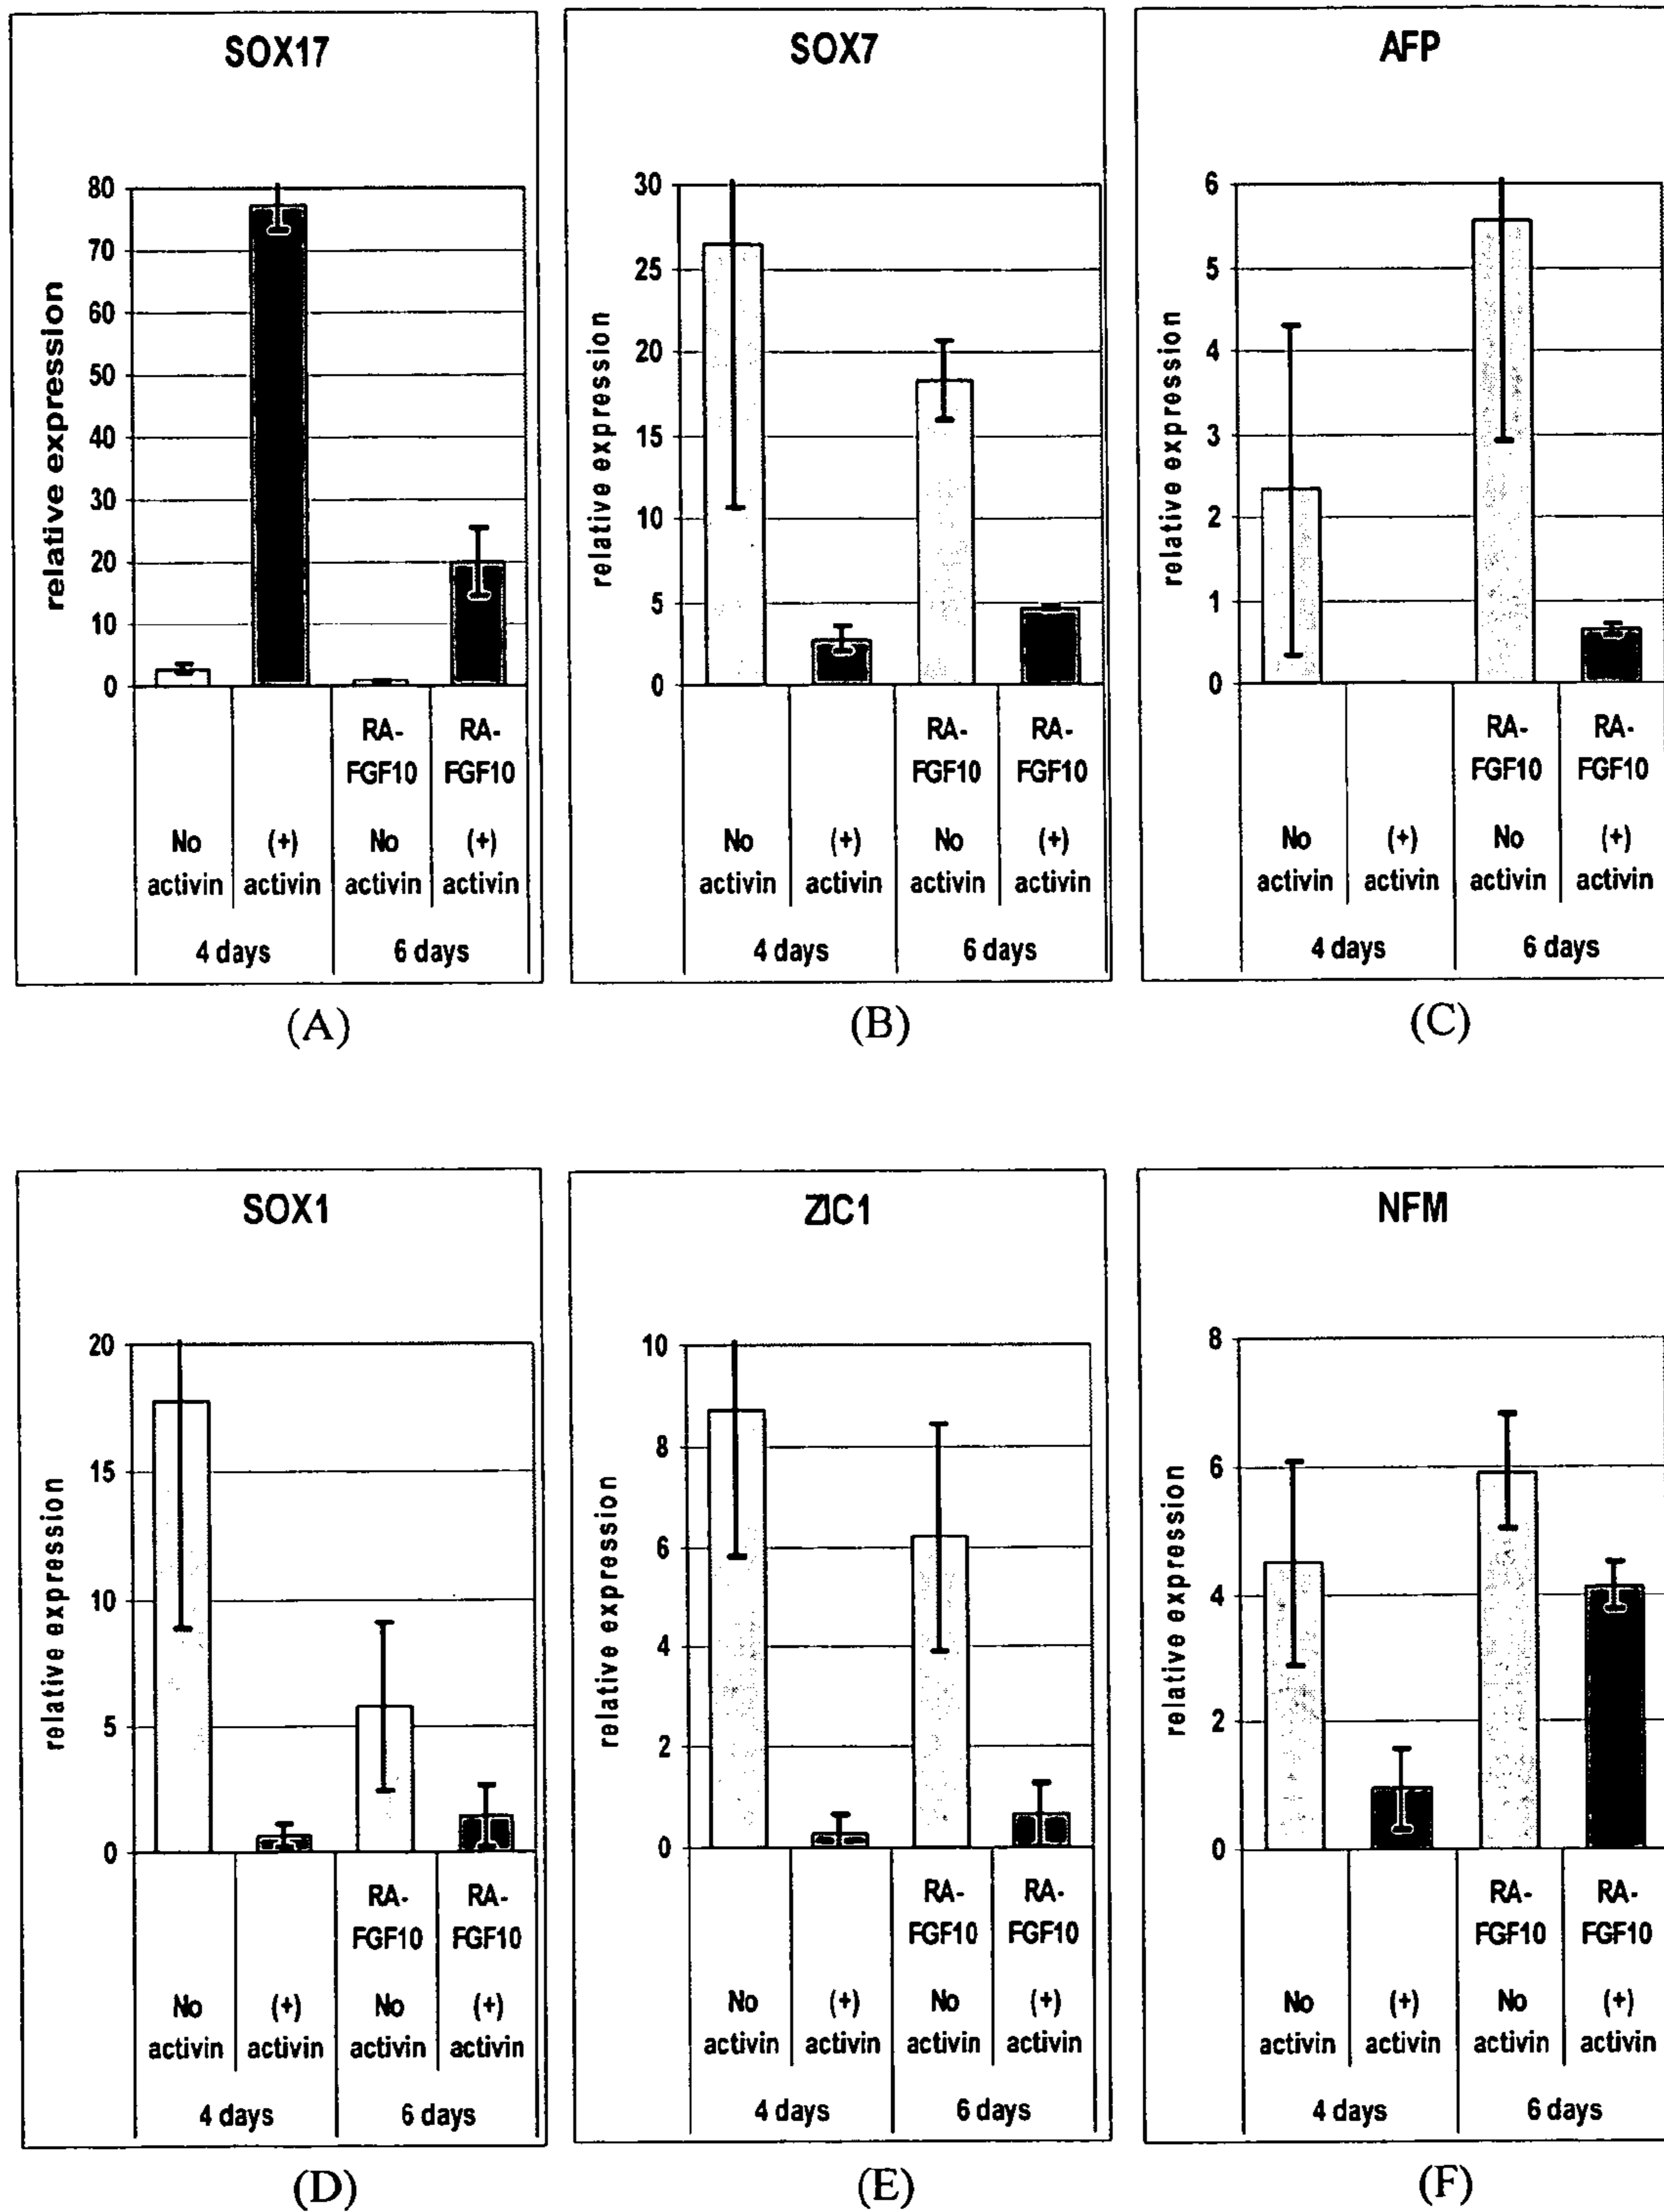 SOX17
SOX7
AFP
relative expression
80
70
60
50
40
30
20
10
0
relative expression
30
25
20
15
10
5
0
relative expression
6
5
4
3
2
1
0
RA- RA-
FGF10 FGF10
No (+) No (+)
activin activin activin activin
4 days 6 days
RA- RA-
FGF10 FGF10
No (+) No (+)
activin activin activin activin
4 days 6 days
RA- RA-
FGF10 FGF10
No (+) No (+)
activin activin activin activin
4 days 6 days
(A)
(B)
(C)
SOX1
ZIC1
NFM
relative expression
20
15
10
5
0
relative expression
10
8
6
4
2
0
relative expression
8
6
4
2
0
RA- RA-
FGF10 FGF10
No (+) No (+)
activin activin activin activin
4 days 6 days
RA- RA-
FGF10 FGF10
No (+) No (+)
activin activin activin activin
4 days 6 days
RA- RA-
FGF10 FGF10
No (+) No (+)
activin activin activin activin
4 days 6 days
(D)
(E)
(F)